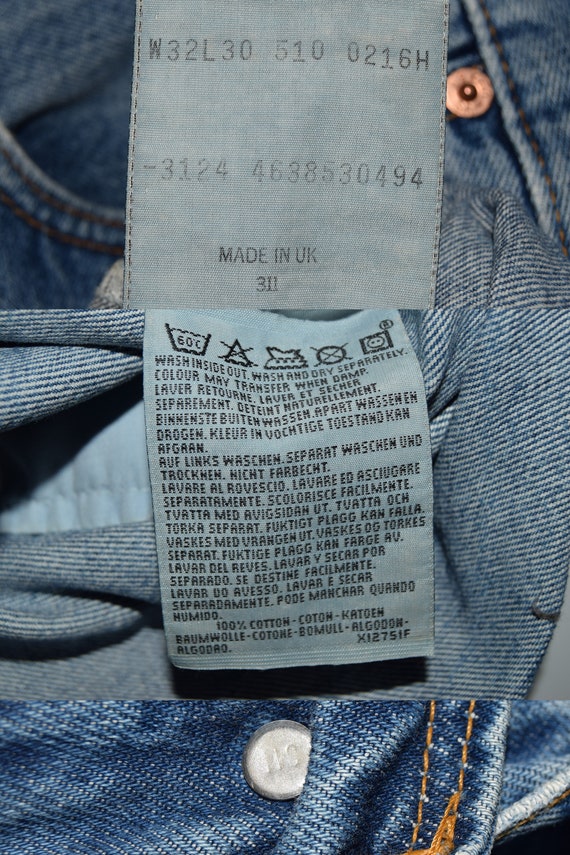 W32L30 510 0216H
-3124 4638530494
MADE IN UK
311
60°
WASH INSIDE OUT. WASH AND DRY SEPARATELY.
COLOUR MAY TRANSFER WHEN DAMP.
LAVER RETOURNE. LAVER ET SECHER
SEPAREMENT. DETEINT NATURELLEMENT.
BINNENSTE BUITEN WASSEN. APART WASSEN EN
DROGEN. KLEUR IN VOCHTIGE TOESTAND KAN
AFGAAN.
AUF LINKS WASCHEN. SEPARAT WASCHEN UND
TROCKNEN. NICHT FARBECHT.
LAVARE AL ROVESCIO. LAVARE ED ASCIUGARE
SEPARATAMENTE. SCOLORISCE FACILMENTE.
TVATTA MED AVIGSIDAN UT. TVATTA OCH
TORKA SEPARAT. FUKTIGT PLAGG KAN FALLA.
VASKES MED VRANGEN UT. VASKES OG TORKES
SEPARAT. FUKTIGE PLAGG KAN FARGE AV.
LAVAR DEL REVES. LAVAR Y SECAR POR
SEPARADO. SE DESTINE FACILMENTE.
LAVAR DO AVESSO. LAVAR E SECAR
SEPARADAMENTE. PODE MANCHAR QUANDO
HUMIDO.
100% COTTON-COTON-KATOEN
BAUMWOLLE-COTONE-BOMULL-ALGODON-
ALGODAO. X12751F
311